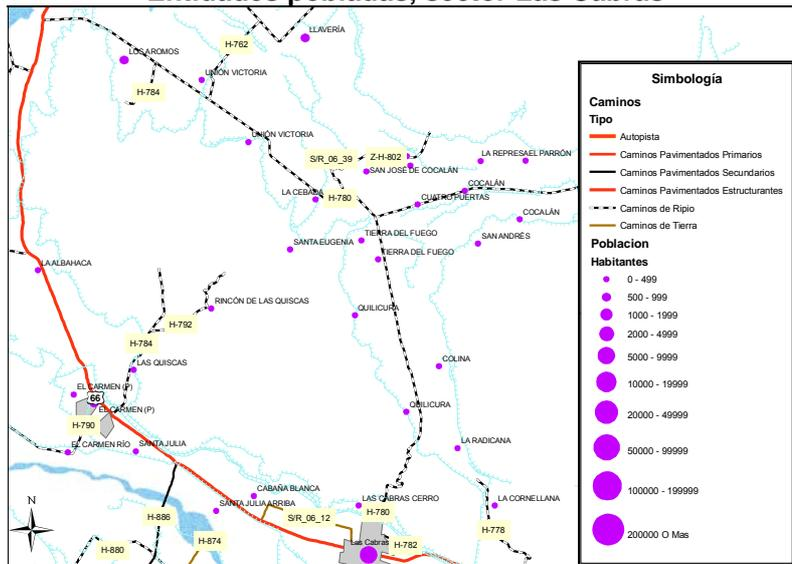 Entidades pobladas, sector Las Cabras
LLAVERÍA
H-762
LOS AROMOS
UNIÓN VICTORIA
H-784
UNIÓN VICTORIA
S/R_06_39
Z-H-802
LA REPRESA
EL PARRÓN
SAN JOSÉ DE COCALÁN
COCALÁN
LA CEBADA
H-780
CUATRO PUERTAS
COCALÁN
TIERRA DEL FUEGO
SAN ANDRÉS
SANTA EUGENIA
TIERRA DEL FUEGO
LA ALBAHACA
RINCÓN DE LAS QUISCAS
QUILICURA
H-792
H-784
LAS QUISCAS
COLINA
EL CARMEN (P)
66
EL CARMEN (P)
QUILICURA
H-790
EL CARMEN RÍO
SANTA JULIA
LA RADICANA
CABAÑA BLANCA
SANTA JULIA ARRIBA
LAS CABRAS CERRO
LA CORNELLANA
H-780
N
H-886
S/R_06_12
H-778
H-874
Las Cabras
H-782
H-880
Simbología
Caminos
Tipo
Autopista
Caminos Pavimentados Primarios
Caminos Pavimentados Secundarios
Caminos Pavimentados Estructurantes
Caminos de Ripio
Caminos de Tierra
Poblacion
Habitantes
0 - 499
500 - 999
1000 - 1999
2000 - 4999
5000 - 9999
10000 - 19999
20000 - 49999
50000 - 99999
100000 - 199999
200000 O Mas